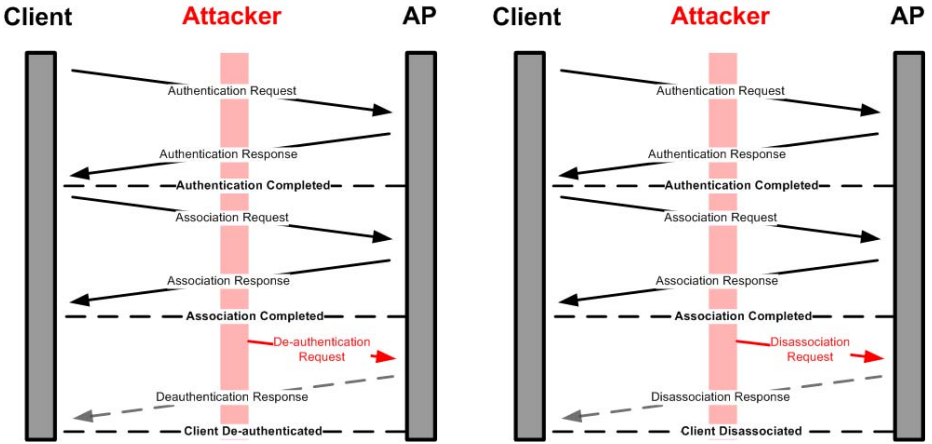 Client Attacker AP
Authentication Request
Authentication Response
Authentication Completed
Association Request
Association Response
Association Completed
De-authentication
Request
Deauthentication Response
Client De-authenticated
Client Attacker AP
Authentication Request
Authentication Response
Authentication Completed
Association Request
Association Response
Association Completed
Disassociation
Request
Disassociation Response
Client Disassociated